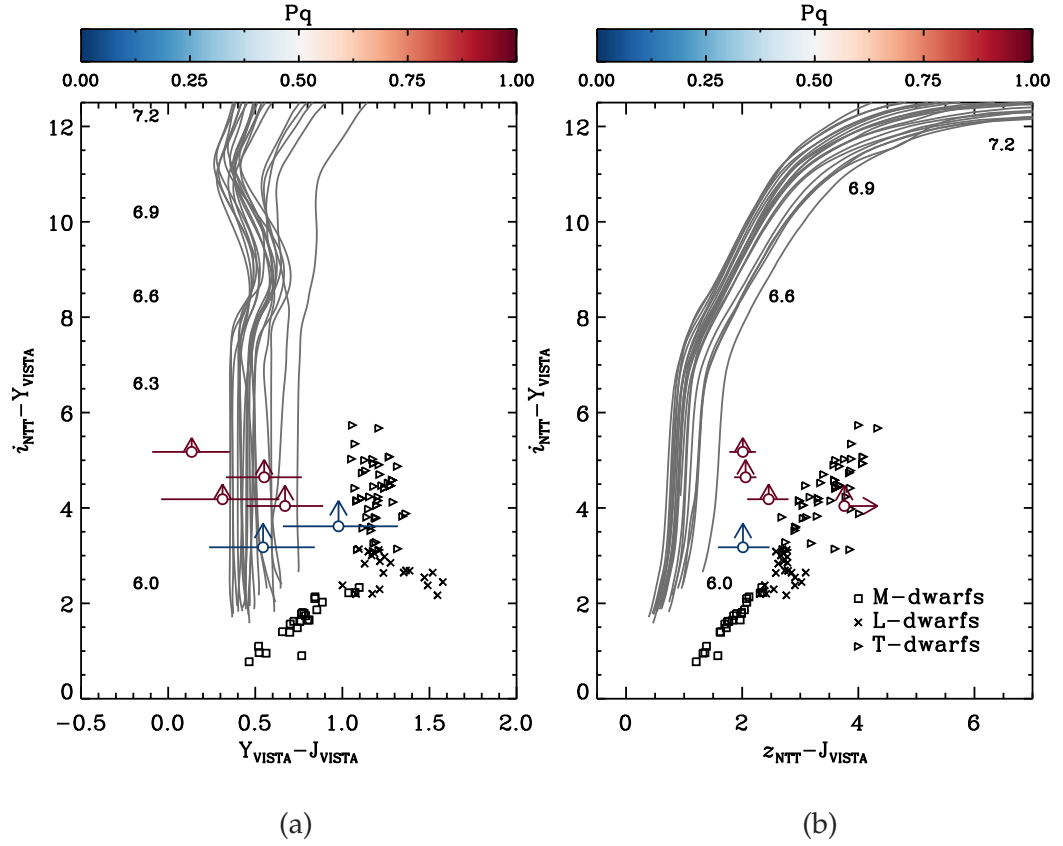 Pq Pq
0.00 0.25 0.50 0.75 1.00 0.00 0.25 0.50 0.75 1.00
12 7.2 12 7.2
10 6.9 10 6.9
8 6.6 8 6.6
6.3
6 6
4 4
6.0 6.0
2 2
0 0
i_NTT−Y_VISTA i_NTT−Y_VISTA
M−dwarfs
L−dwarfs
T−dwarfs
−0.5 0.0 0.5 1.0 1.5 2.0 0 2 4 6
Y_VISTA−J_VISTA z_NTT−J_VISTA
(a) (b)